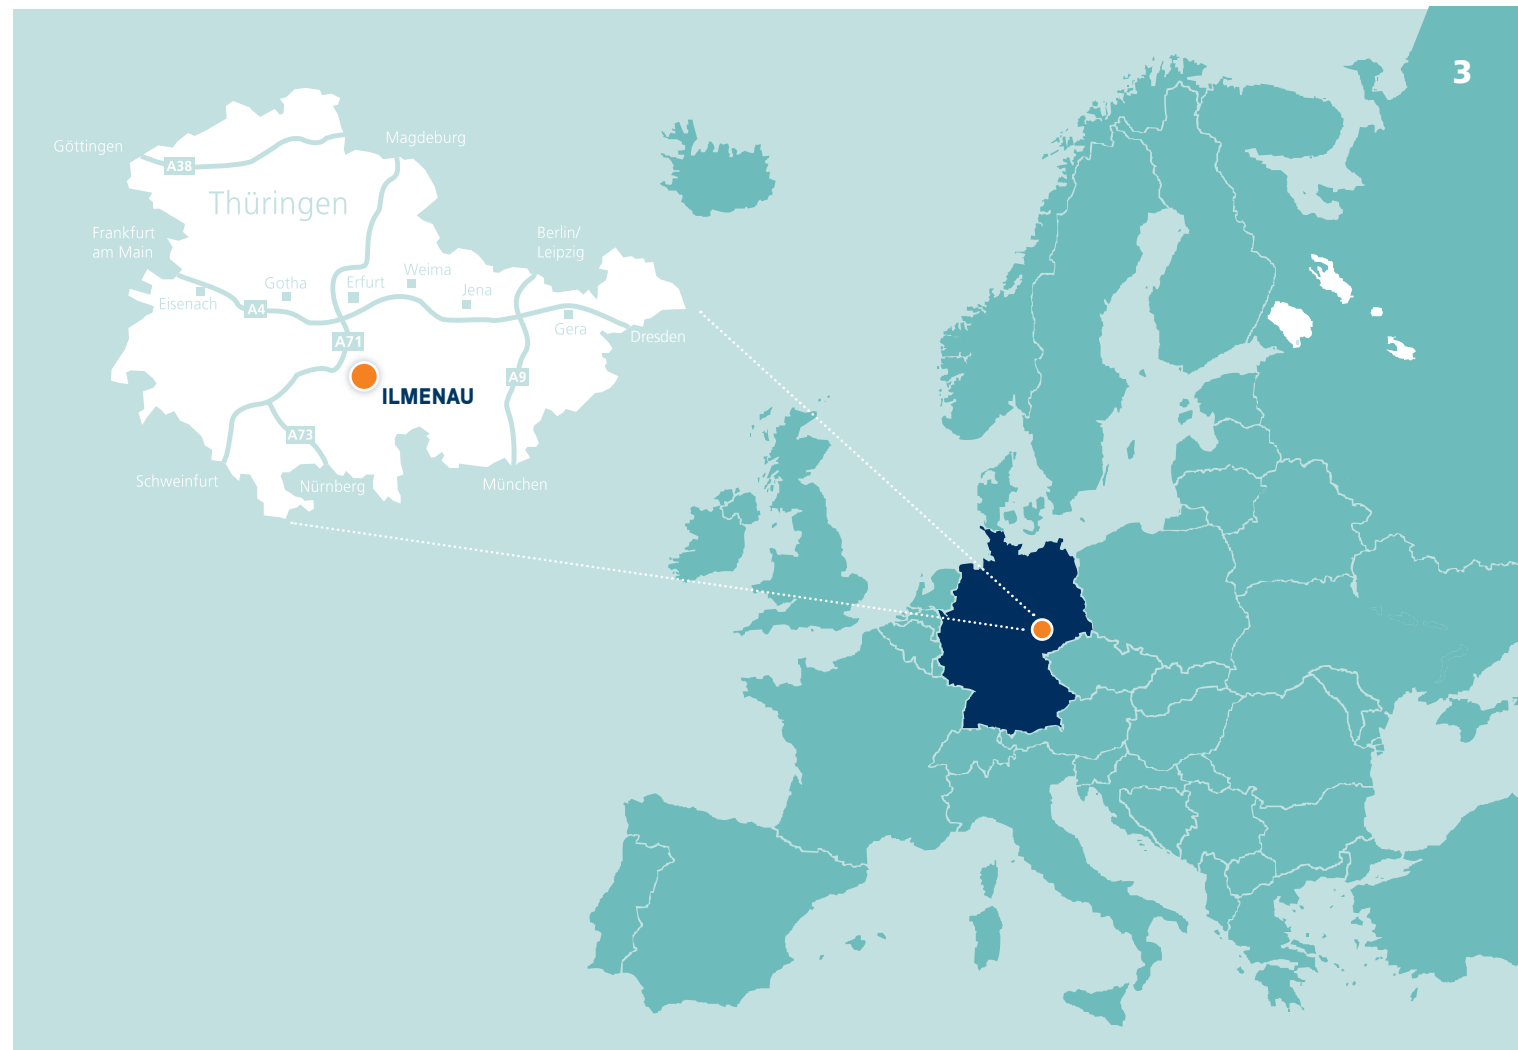 3
Göttingen
Magdeburg
A38
Thüringen
Frankfurt
am Main
Berlin/
Leipzig
Weima
Gotha
Erfurt
Jena
Eisenach
A4
Gera
Dresden
A71
A9
ILMENAU
A73
Schweinfurt
Nürnberg
München